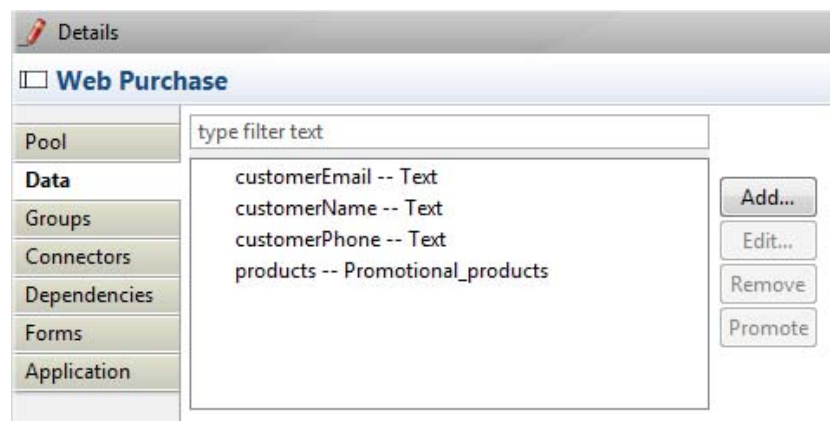 Details
Web Purchase
Pool
Data
Groups
Connectors
Dependencies
Forms
Application
type filter text
customerEmail -- Text
customerName -- Text
customerPhone -- Text
products -- Promotional_products
Add...
Edit...
Remove
Promote